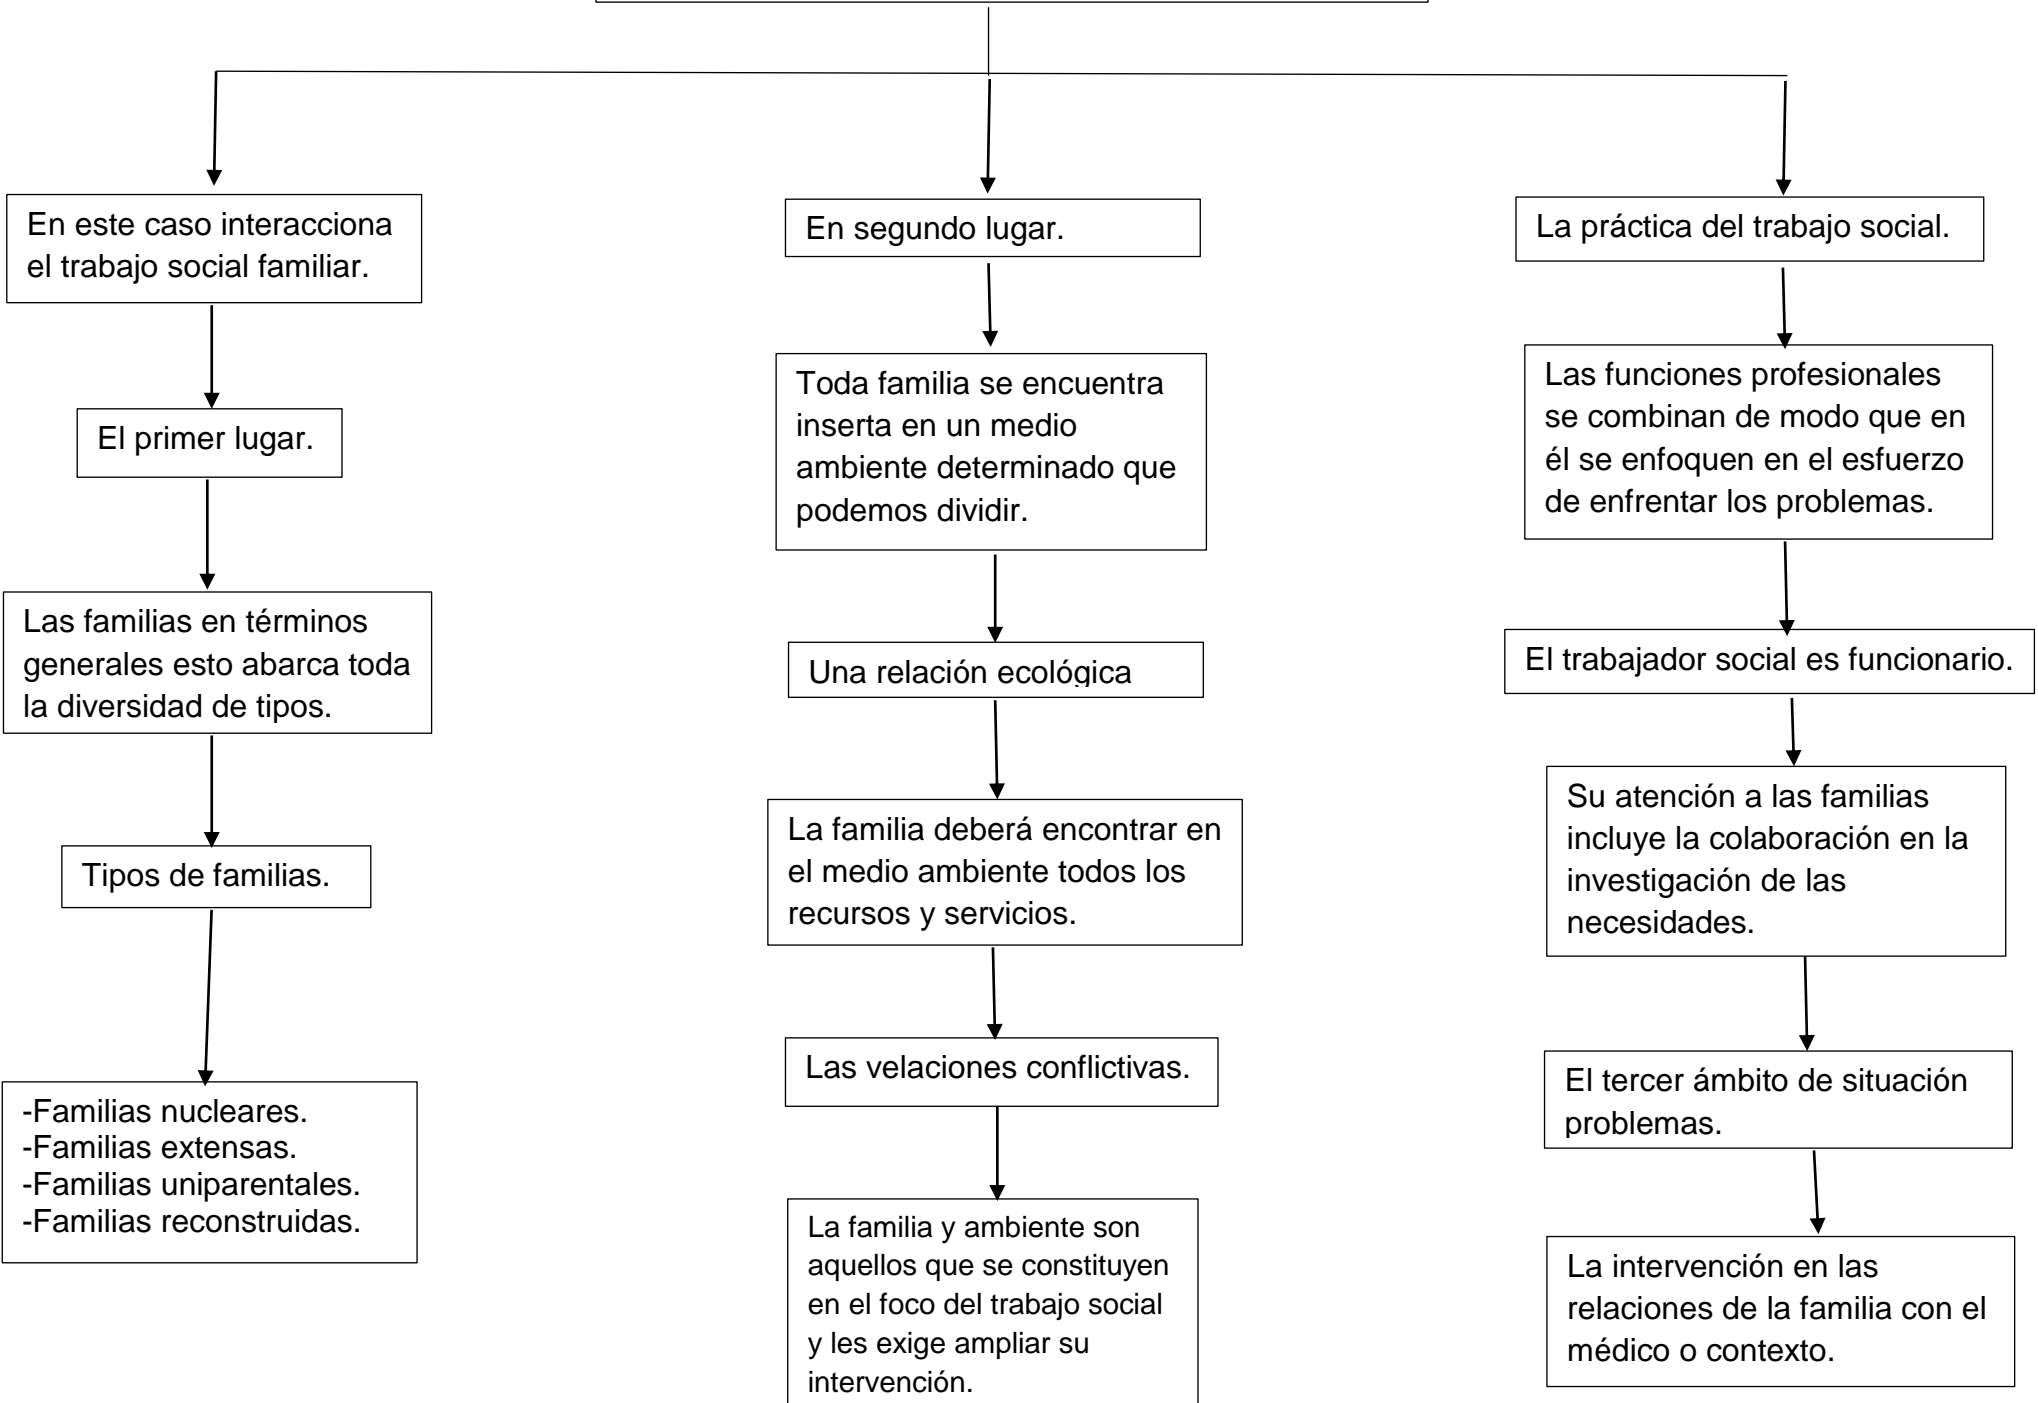 En este caso interacciona
el trabajo social familiar.
El primer lugar.
Las familias en términos
generales esto abarca toda
la diversidad de tipos.
Tipos de familias.
-Familias nucleares.
-Familias extensas.
-Familias uniparentales.
-Familias reconstruidas.
En segundo lugar.
Toda familia se encuentra
inserta en un medio
ambiente determinado que
podemos dividir.
Una relación ecológica
La familia deberá encontrar en
el medio ambiente todos los
recursos y servicios.
Las velaciones conflictivas.
La familia y ambiente son
aquellos que se constituyen
en el foco del trabajo social
y les exige ampliar su
intervención.
La práctica del trabajo social.
Las funciones profesionales
se combinan de modo que en
él se enfoquen en el esfuerzo
de enfrentar los problemas.
El trabajador social es funcionario.
Su atención a las familias
incluye la colaboración en la
investigación de las
necesidades.
El tercer ámbito de situación
problemas.
La intervención en las
relaciones de la familia con el
médico o contexto.